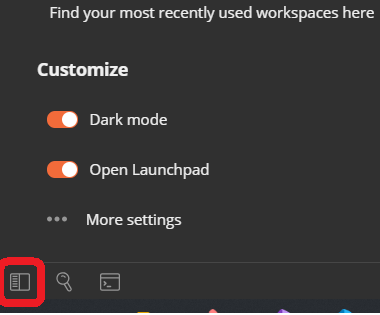 Find your most recently used workspaces here
Customize
Dark mode
Open Launchpad
More settings